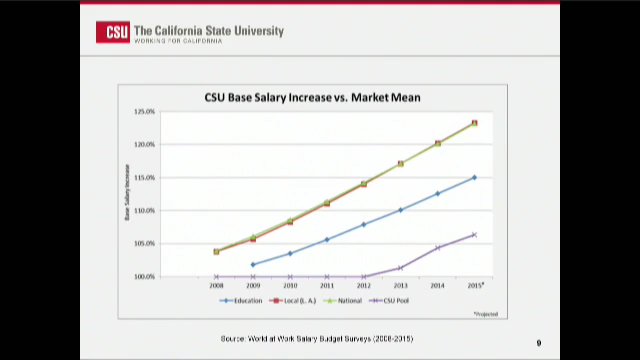 CSU The California State University
WORKING FOR CALIFORNIA
CSU Base Salary Increase vs. Market Mean
125.0%
120.0%
115.0%
110.0%
105.0%
100.0%
Base Salary Increase
2008 2009 2010 2011 2012 2013 2014 2015*
Education Local (L. A.) National CSU Pool
*Projected
Source: World at Work Salary Budget Surveys (2008-2015)
9